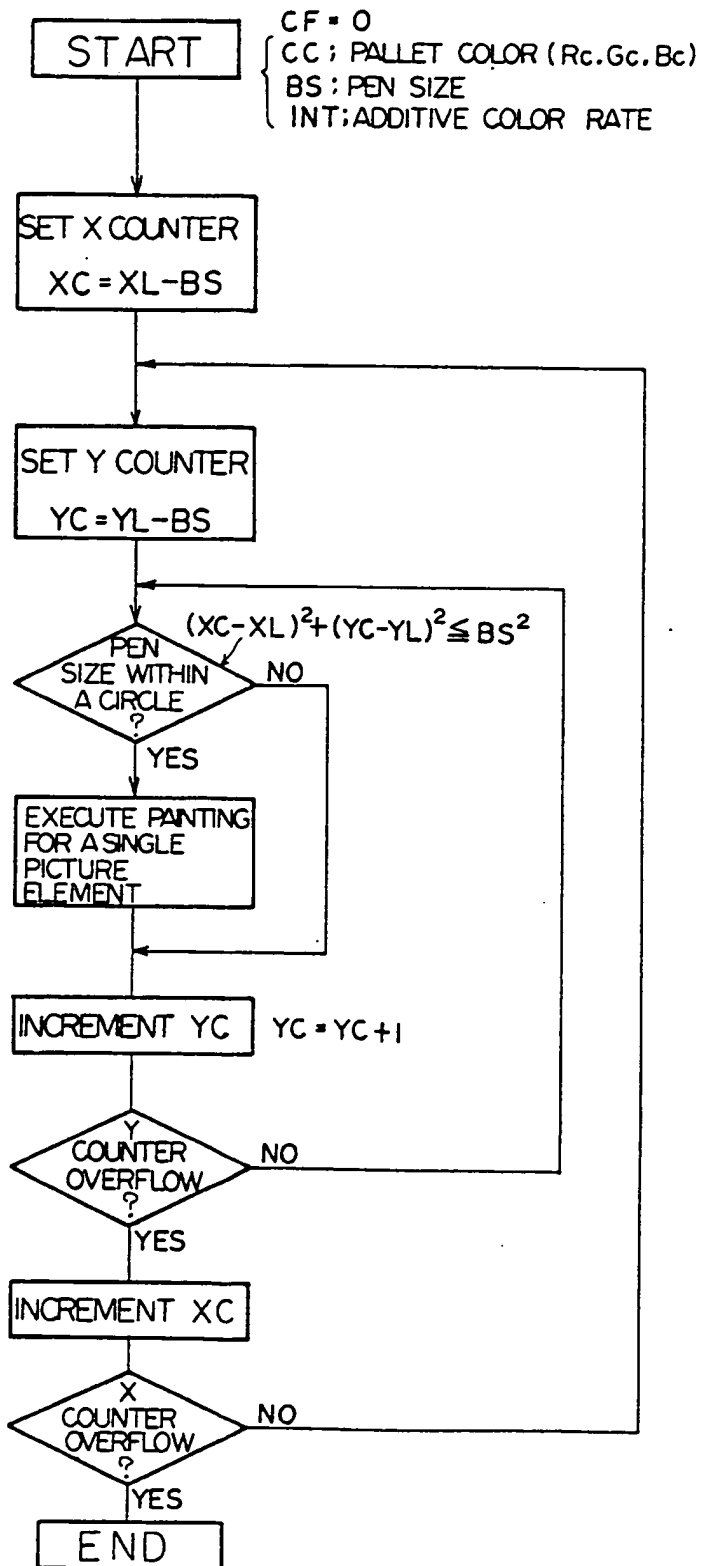 START
CF = 0
CC ; PALLET COLOR (Rc.Gc.Bc)
BS : PEN SIZE
INT ; ADDITIVE COLOR RATE
SET X COUNTER
XC = XL-BS
SET Y COUNTER
YC = YL-BS
(XC-XL)²+(YC-YL)² ≦ BS²
PEN
SIZE WITHIN
A CIRCLE
?
NO
YES
EXECUTE PAINTING
FOR A SINGLE
PICTURE
ELEMENT
INCREMENT YC
YC = YC +1
Y
COUNTER
OVERFLOW
?
NO
YES
INCREMENT XC
X
COUNTER
OVERFLOW
?
NO
YES
END